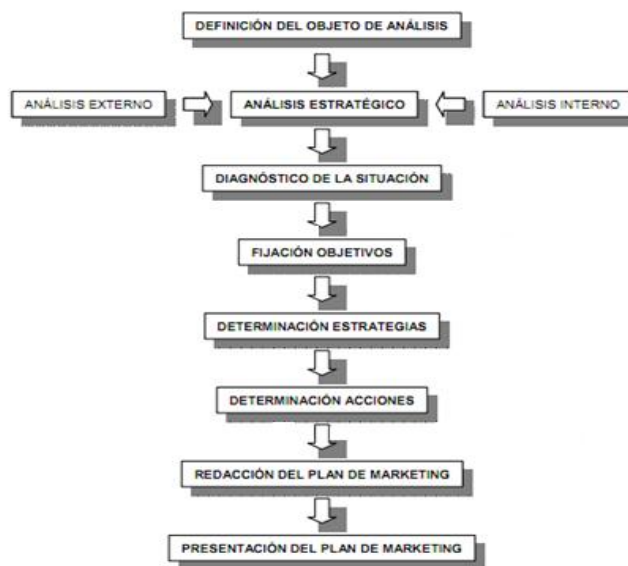 DEFINICIÓN DEL OBJETO DE ANÁLISIS
ANÁLISIS EXTERNO
ANÁLISIS ESTRATÉGICO
ANÁLISIS INTERNO
DIAGNÓSTICO DE LA SITUACIÓN
FIJACIÓN OBJETIVOS
DETERMINACIÓN ESTRATEGIAS
DETERMINACIÓN ACCIONES
REDACCIÓN DEL PLAN DE MARKETING
PRESENTACIÓN DEL PLAN DE MARKETING